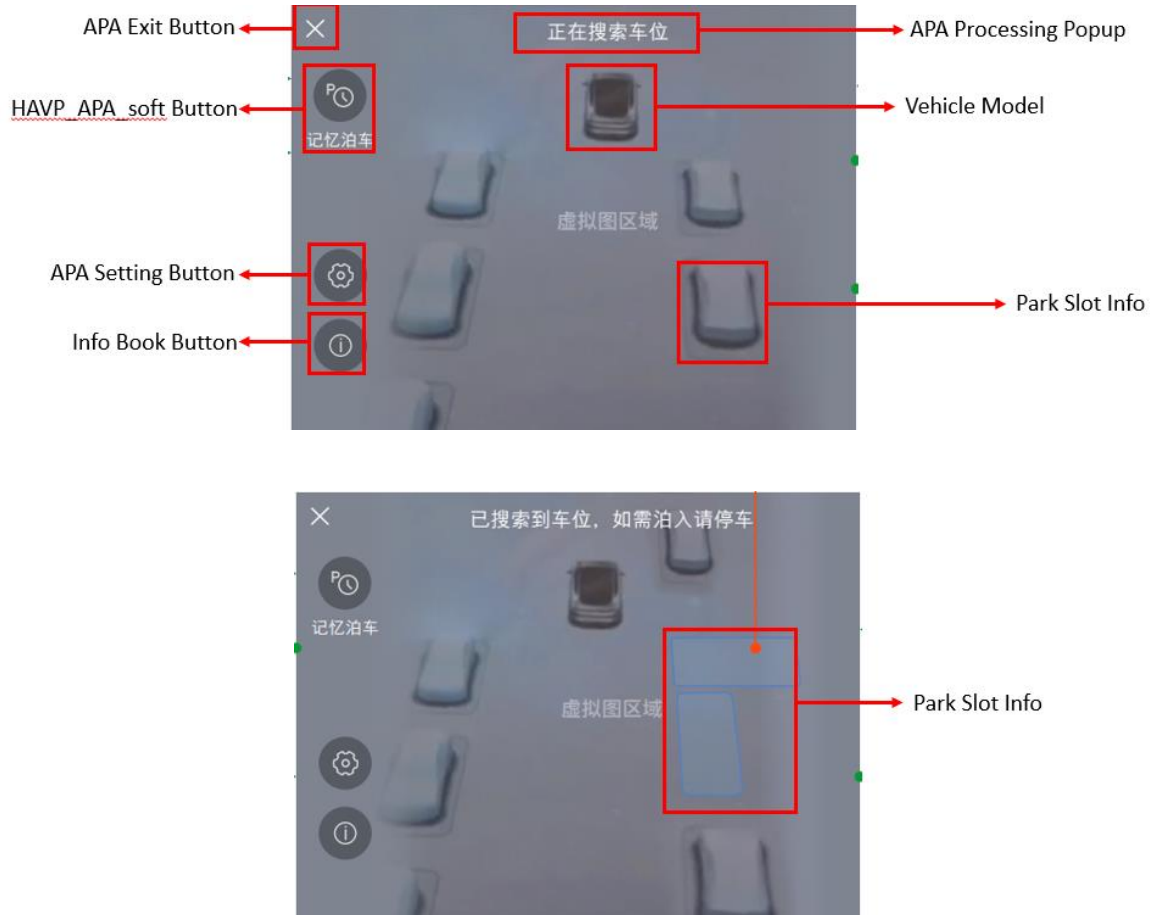 APA Exit Button
正在搜索车位
APA Processing Popup
P
HAVP_APA_soft Button
记忆泊车
Vehicle Model
虚拟图区域
APA Setting Button
Park Slot Info
Info Book Button
已搜索到车位，如需泊入请停车
P
记忆泊车
虚拟图区域
Park Slot Info